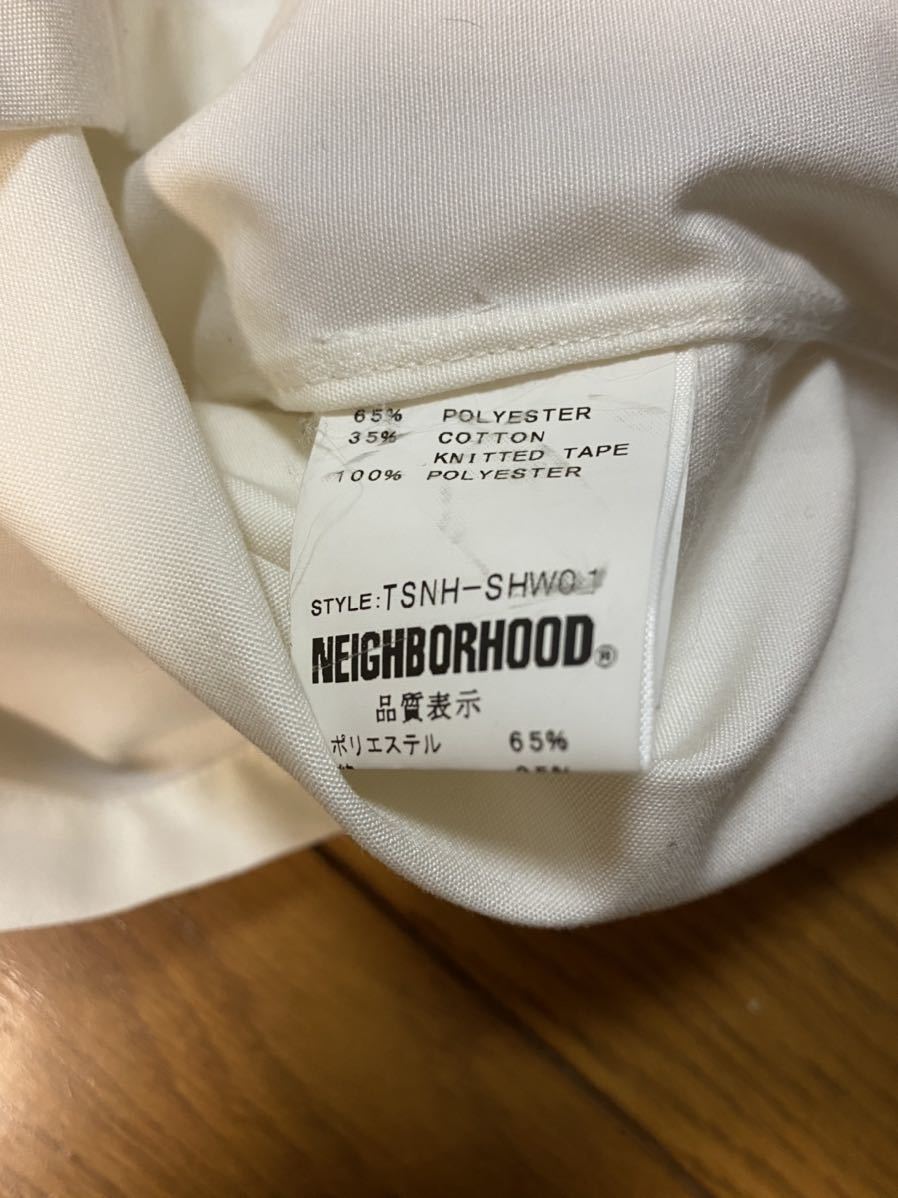 65% POLYESTER
35% COTTON
KNITTED TAPE
100% POLYESTER
STYLE:TSNH-SHW01
NEIGHBORHOOD®
品質表示
ポリエステル 65%